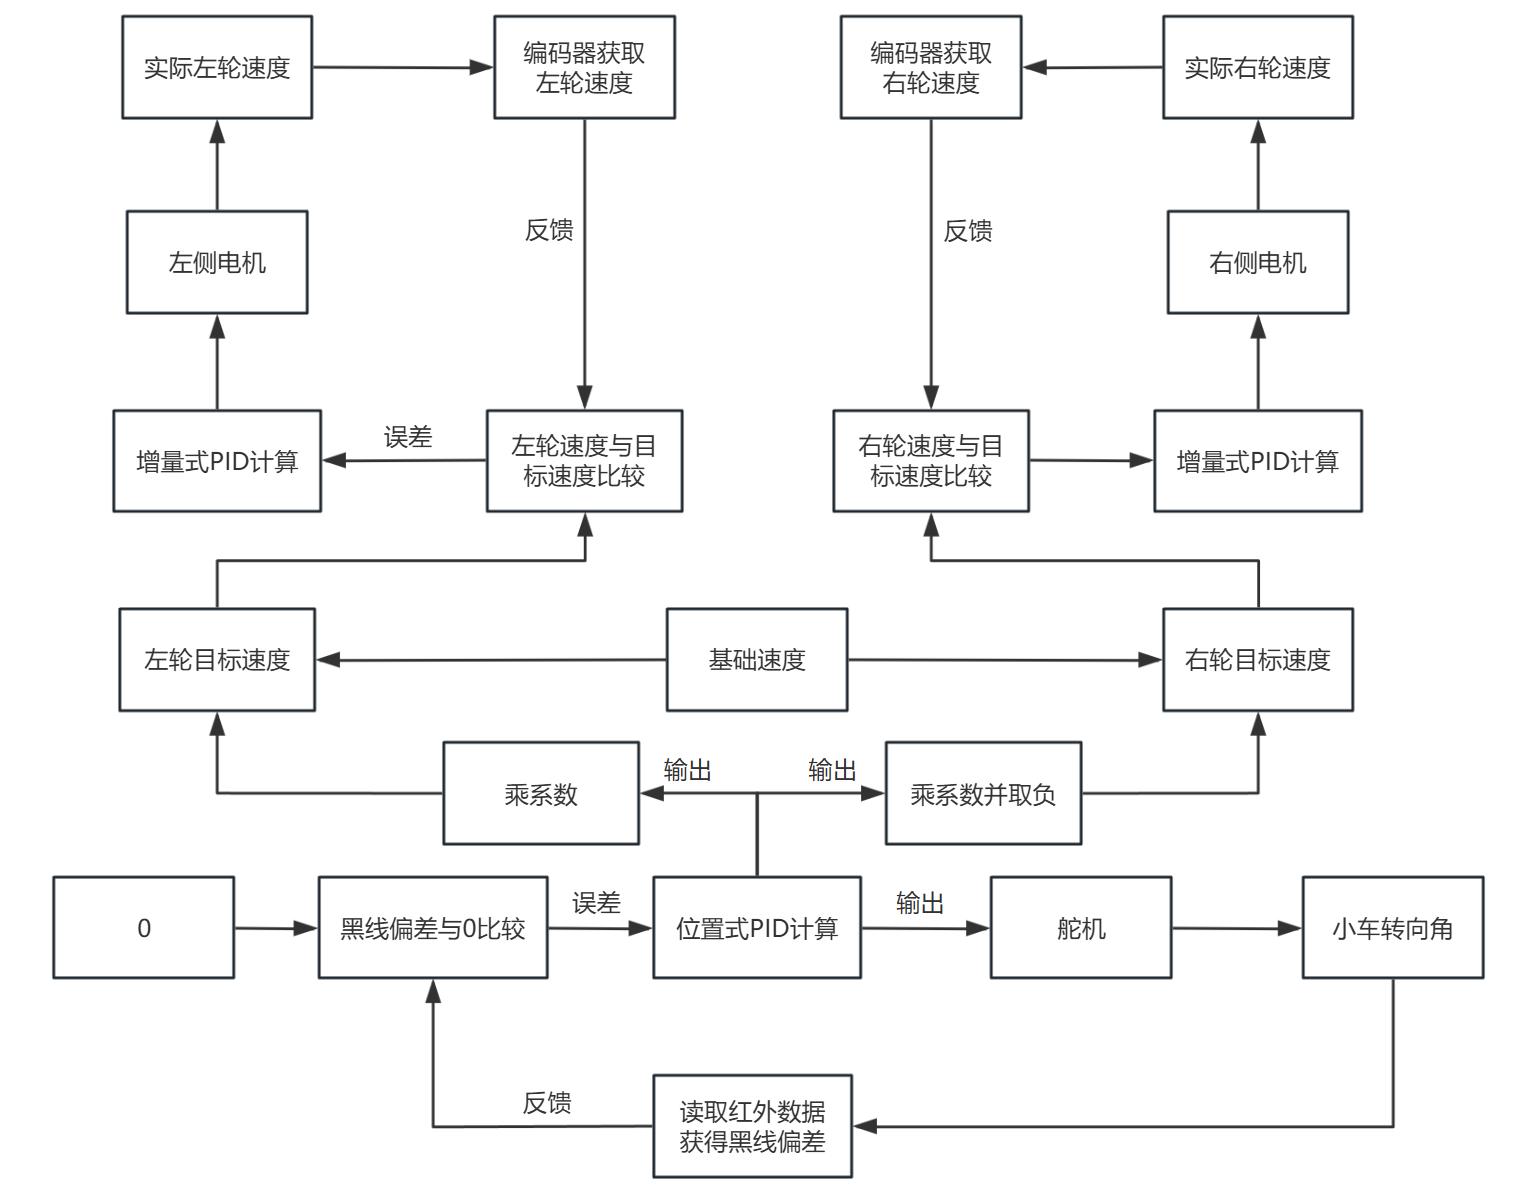 实际左轮速度
编码器获取
左轮速度
编码器获取
右轮速度
实际右轮速度
反馈
反馈
左侧电机
右侧电机
增量式PID计算
误差
左轮速度与目
标速度比较
右轮速度与目
标速度比较
增量式PID计算
左轮目标速度
基础速度
右轮目标速度
乘系数
输出
输出
乘系数并取负
0
黑线偏差与0比较
误差
位置式PID计算
输出
舵机
小车转向角
反馈
读取红外数据
获得黑线偏差